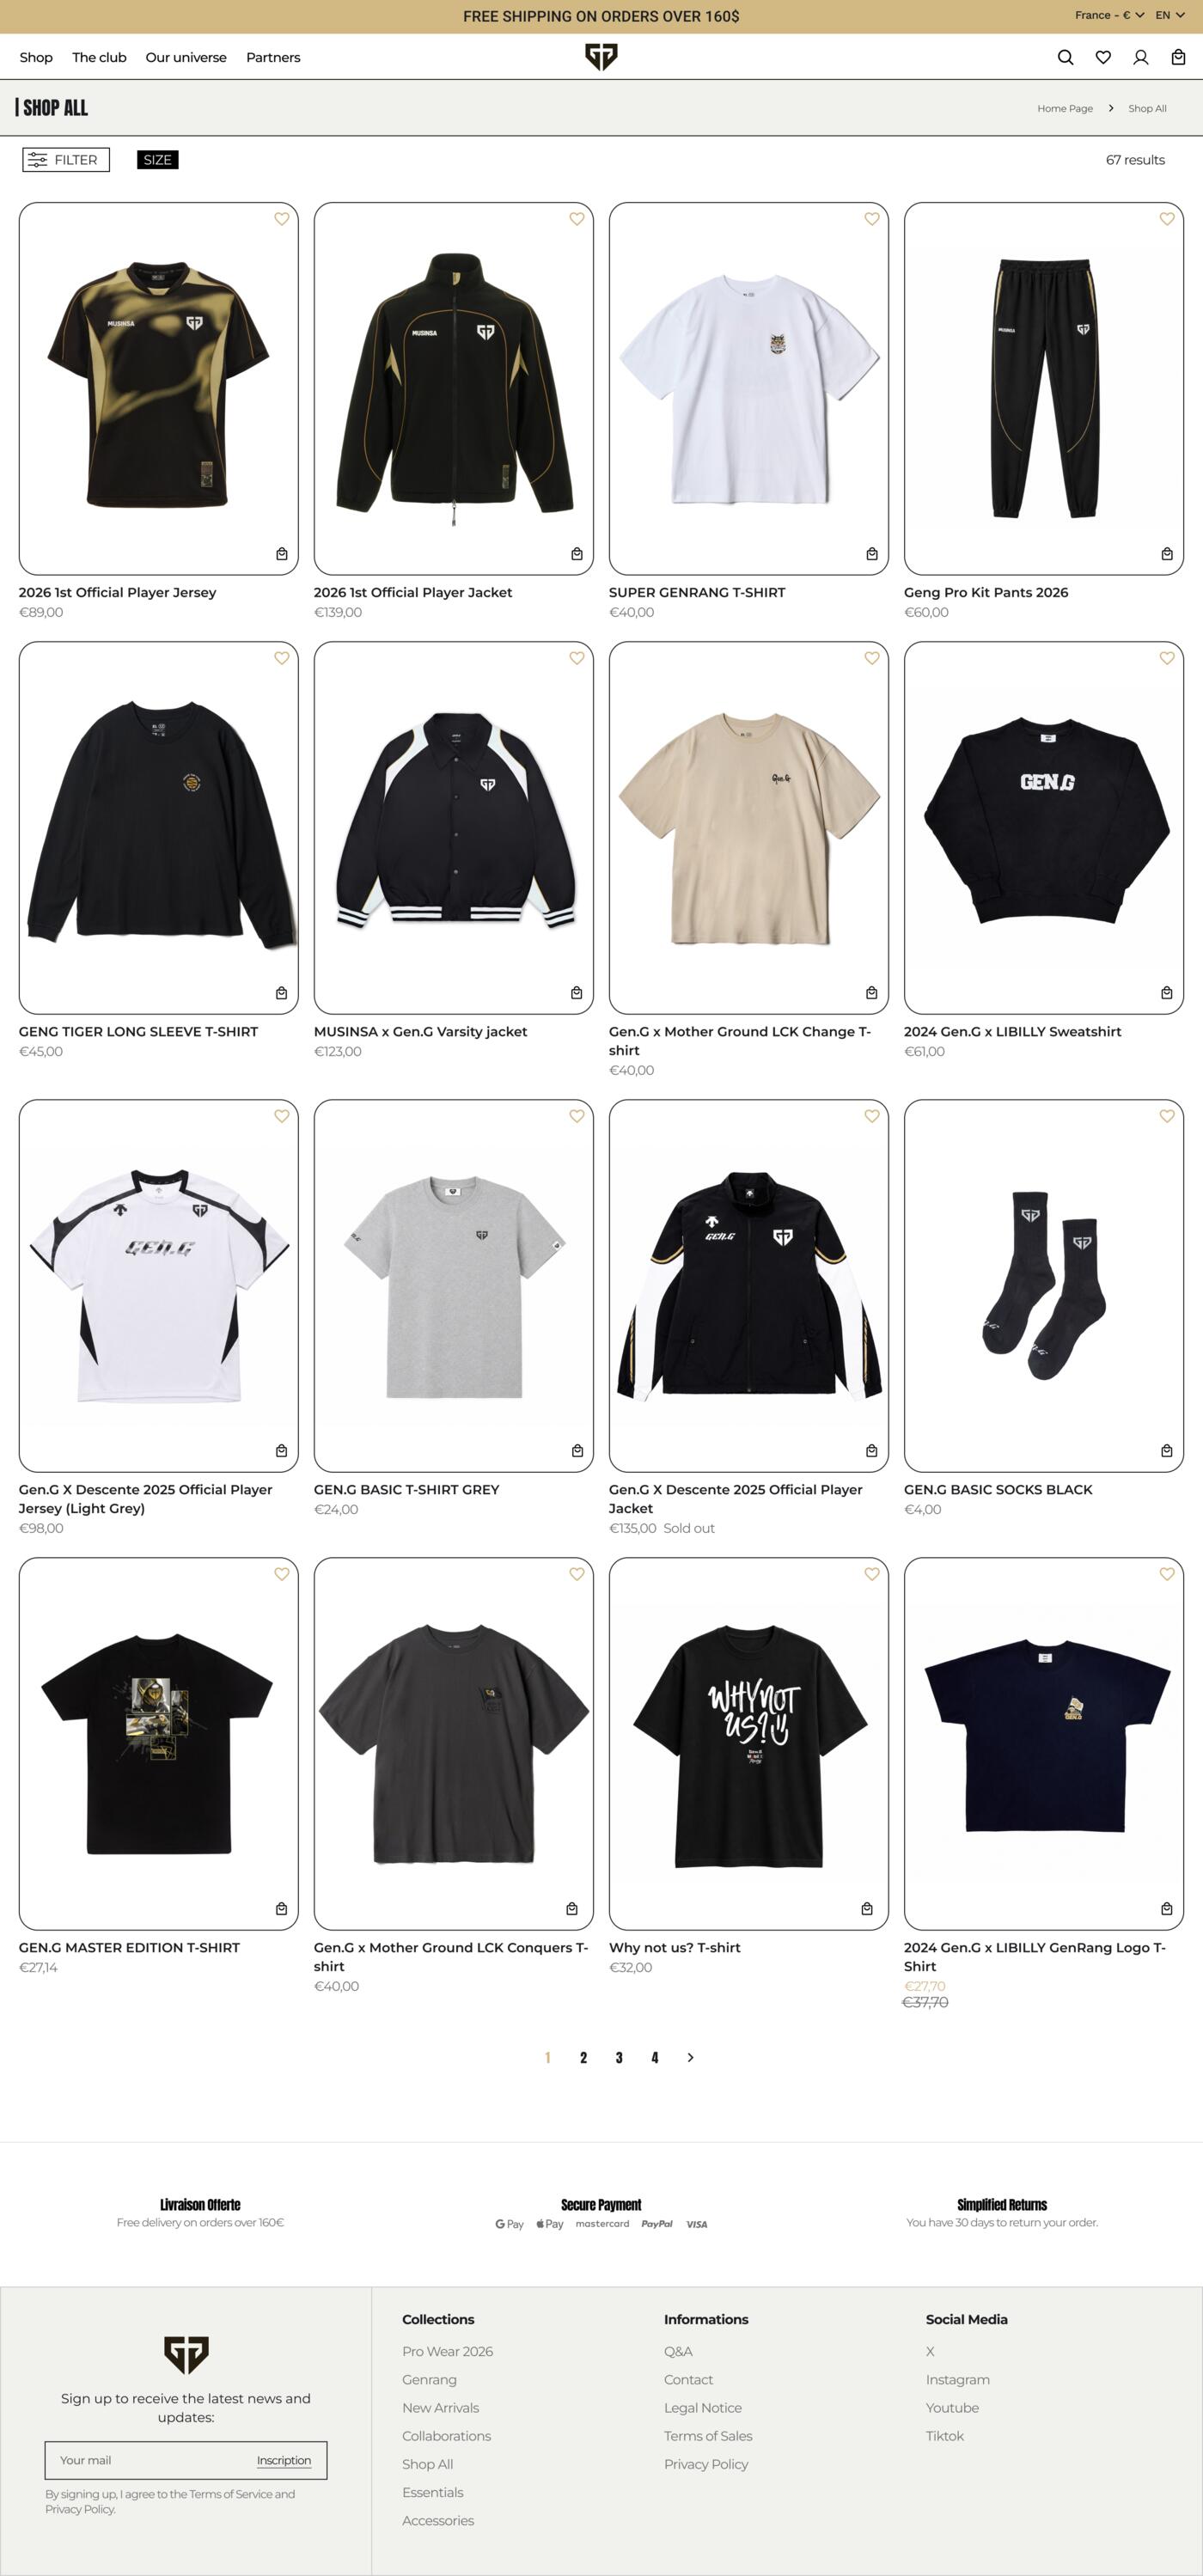 FREE SHIPPING ON ORDERS OVER 160$
France - €
EN
Shop
The club
Our universe
Partners
SHOP ALL
Home Page
Shop All
FILTER
SIZE
67 results
MUSINSA
MUSINSA
MUSINSA
2026 1st Official Player Jersey
€89,00
2026 1st Official Player Jacket
€139,00
SUPER GENRANG T-SHIRT
€40,00
Geng Pro Kit Pants 2026
€60,00
Gen.G
GEN.G
GENG TIGER LONG SLEEVE T-SHIRT
€45,00
MUSINSA x Gen.G Varsity jacket
€123,00
Gen.G x Mother Ground LCK Change T-
shirt
€40,00
2024 Gen.G x LIBILLY Sweatshirt
€61,00
GEN.G
GEN.G
Gen.G X Descente 2025 Official Player
Jersey (Light Grey)
€98,00
GEN.G BASIC T-SHIRT GREY
€24,00
Gen.G X Descente 2025 Official Player
Jacket
€135,00 Sold out
GEN.G BASIC SOCKS BLACK
€4,00
WHY NOT
US?
GEN.G MASTER EDITION T-SHIRT
€27,14
Gen.G x Mother Ground LCK Conquers T-
shirt
€40,00
Why not us? T-shirt
€32,00
2024 Gen.G x LIBILLY GenRang Logo T-
Shirt
€27,70
€37,70
1
2
3
4
Livraison Offerte
Free delivery on orders over 160€
Secure Payment
G Pay
Pay
mastercard
PayPal
VISA
Simplified Returns
You have 30 days to return your order.
Sign up to receive the latest news and
updates:
Your mail
Inscription
By signing up, I agree to the Terms of Service and
Privacy Policy.
Collections
Pro Wear 2026
Genrang
New Arrivals
Collaborations
Shop All
Essentials
Accessories
Informations
Q&A
Contact
Legal Notice
Terms of Sales
Privacy Policy
Social Media
X
Instagram
Youtube
Tiktok